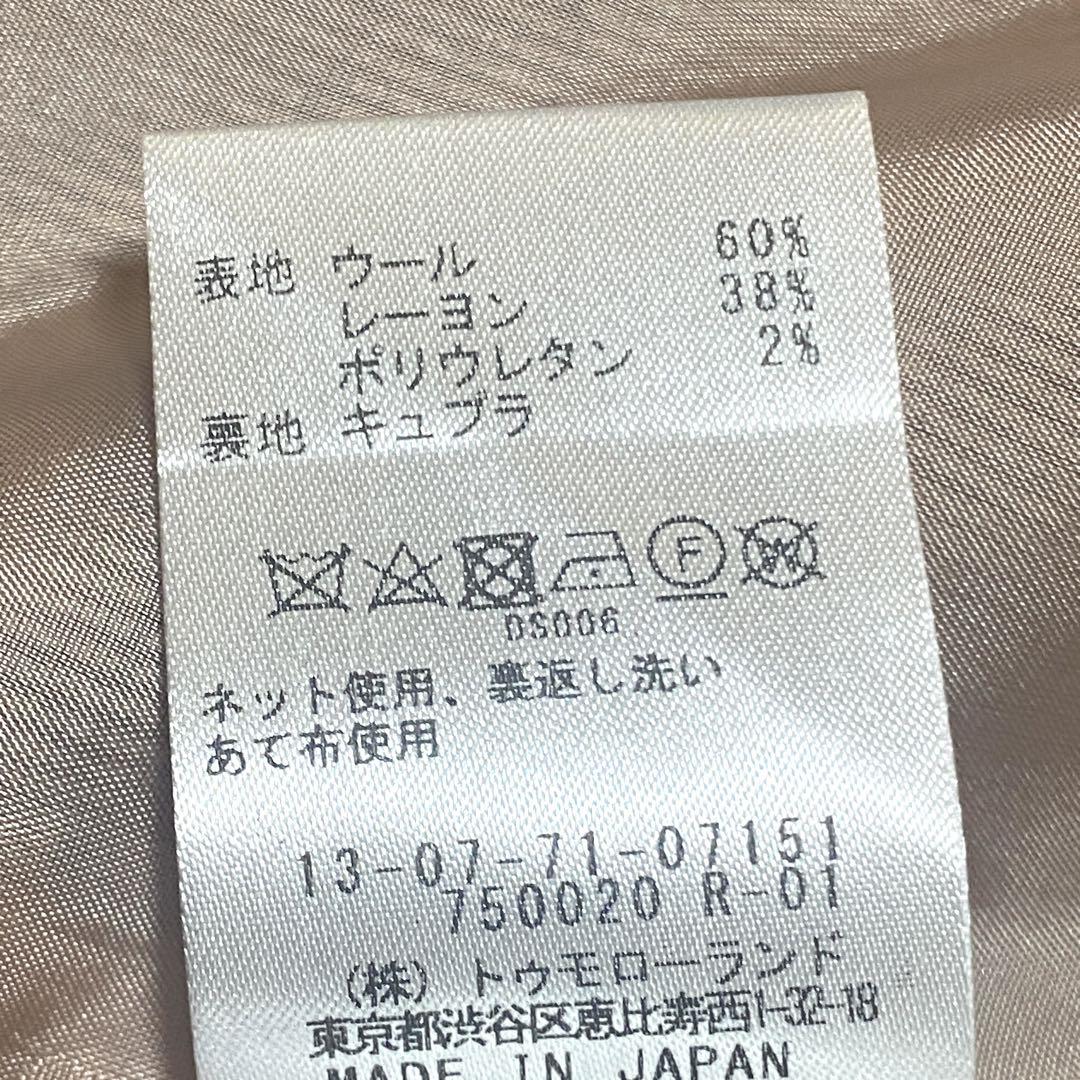 表地 ウール 60%
レーヨン 38%
ポリウレタン 2%
裏地 キュプラ
F
W
DS006
ネット使用、裏返し洗い
あて布使用
13-07-71-07151
750020 R-01
(株) トゥモローランド
東京都渋谷区恵比寿西1-32-18
MADE IN JAPAN